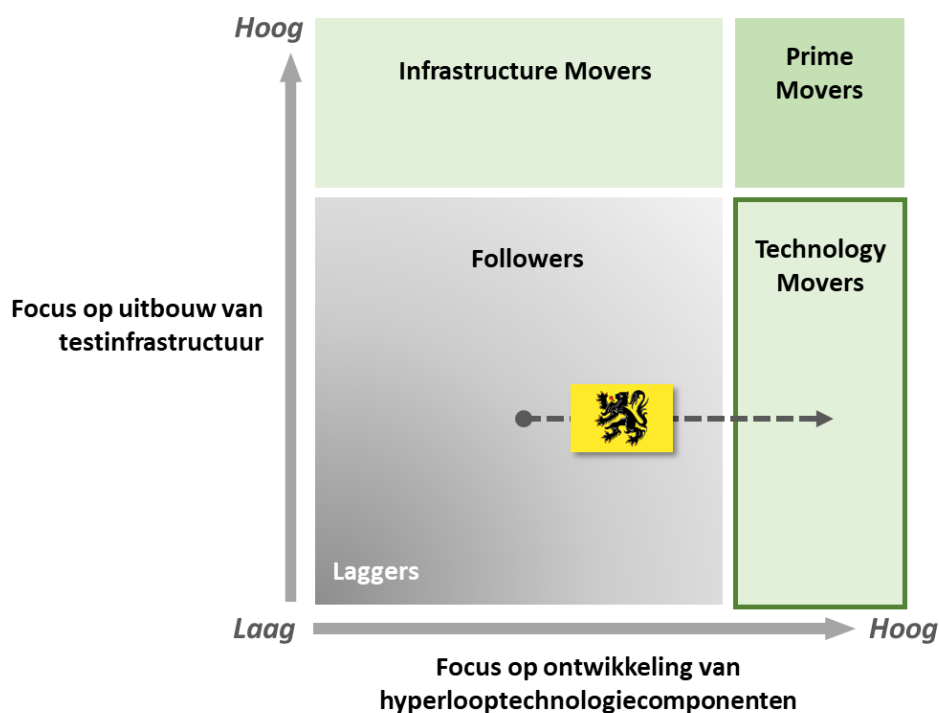 Hoog
Infrastructure Movers
Prime
Movers
Followers
Technology
Movers
Focus op uitbouw van
testinfrastructuur
Laggers
Laag
Hoog
Focus op ontwikkeling van
hyperlooptechnologiecomponenten